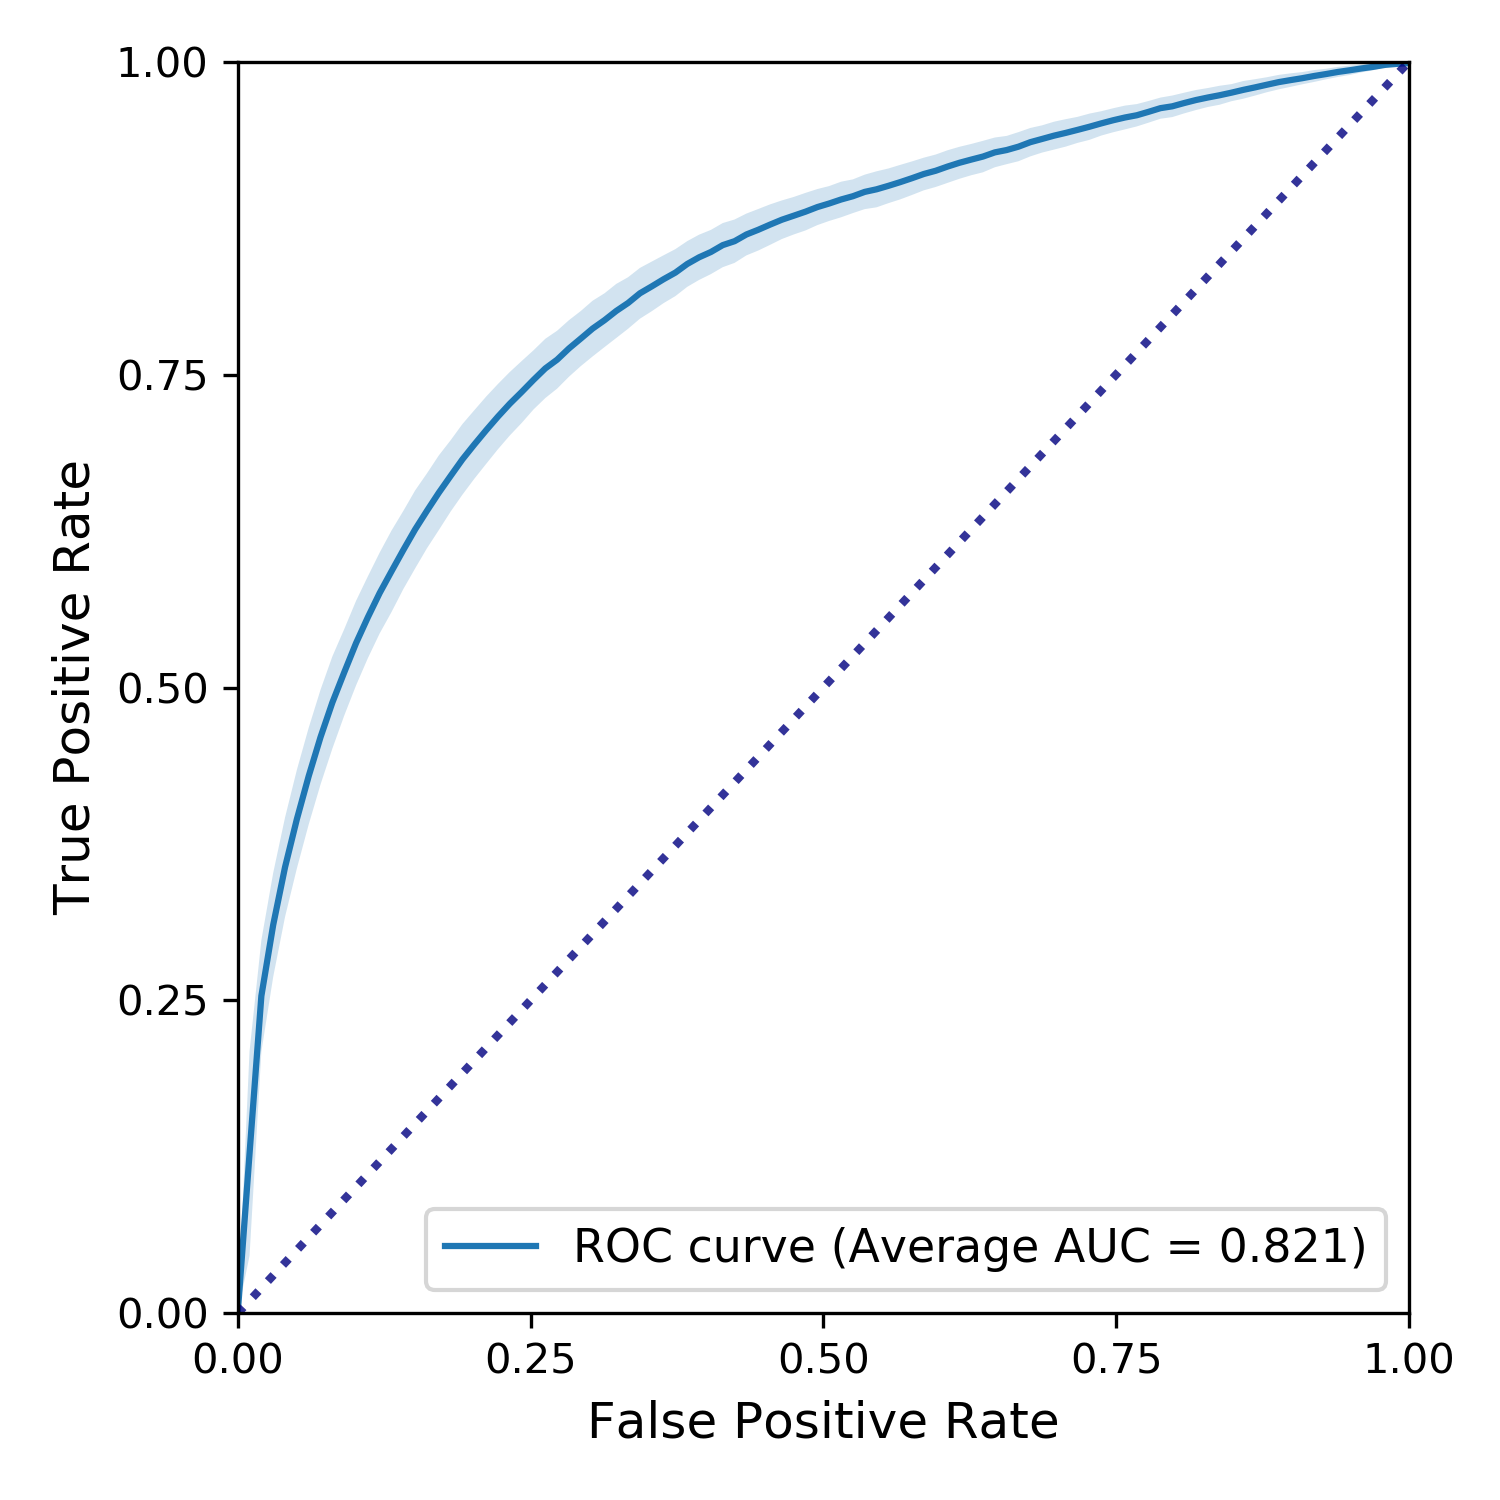 1.00
0.75
0.50
0.25
0.00
True Positive Rate
ROC curve (Average AUC = 0.821)
0.00 0.25 0.50 0.75 1.00
False Positive Rate